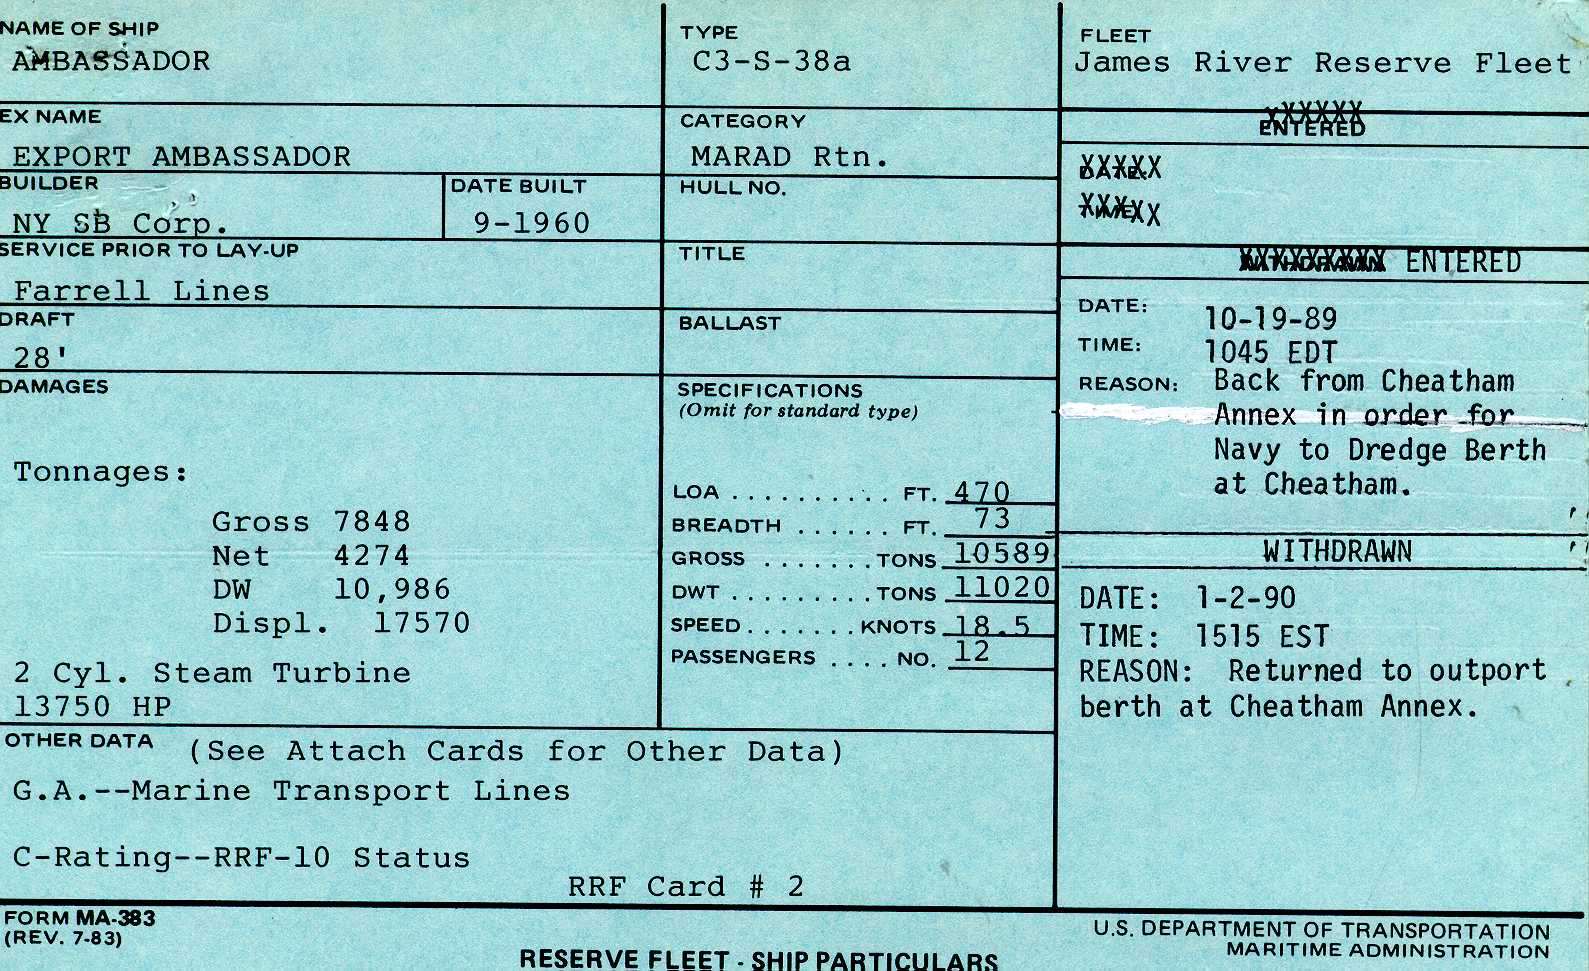 NAME OF SHIP
AMBASSADOR
TYPE
C3-S-38a
FLEET
James River Reserve Fleet
EX NAME
EXPORT AMBASSADOR
CATEGORY
MARAD Rtn.
XXXXXX
ENTERED
BUILDER
NY SB Corp.
DATE BUILT
9-1960
HULL NO.
XXXXX
DATE:
XXXXX
TIME:
SERVICE PRIOR TO LAY-UP
Farrell Lines
TITLE
XXXXXXXXX ENTERED
WITHDRAWN
DRAFT
28'
BALLAST
DATE: 10-19-89
TIME: 1045 EDT
REASON: Back from Cheatham
Annex in order for
Navy to Dredge Berth
at Cheatham.
DAMAGES
Tonnages:
Gross 7848
Net 4274
DW 10,986
Displ. 17570
2 Cyl. Steam Turbine
13750 HP
SPECIFICATIONS
(Omit for standard type)
LOA .......... FT. 470
BREADTH ...... FT. 73
GROSS ....... TONS 10589
DWT ......... TONS 11020
SPEED ....... KNOTS 18.5
PASSENGERS .... NO. 12
WITHDRAWN
DATE: 1-2-90
TIME: 1515 EST
REASON: Returned to outport
berth at Cheatham Annex.
OTHER DATA (See Attach Cards for Other Data)
G.A.--Marine Transport Lines
C-Rating--RRF-10 Status
RRF Card # 2
FORM MA-383
(REV. 7-83)
RESERVE FLEET - SHIP PARTICULARS
U.S. DEPARTMENT OF TRANSPORTATION
MARITIME ADMINISTRATION